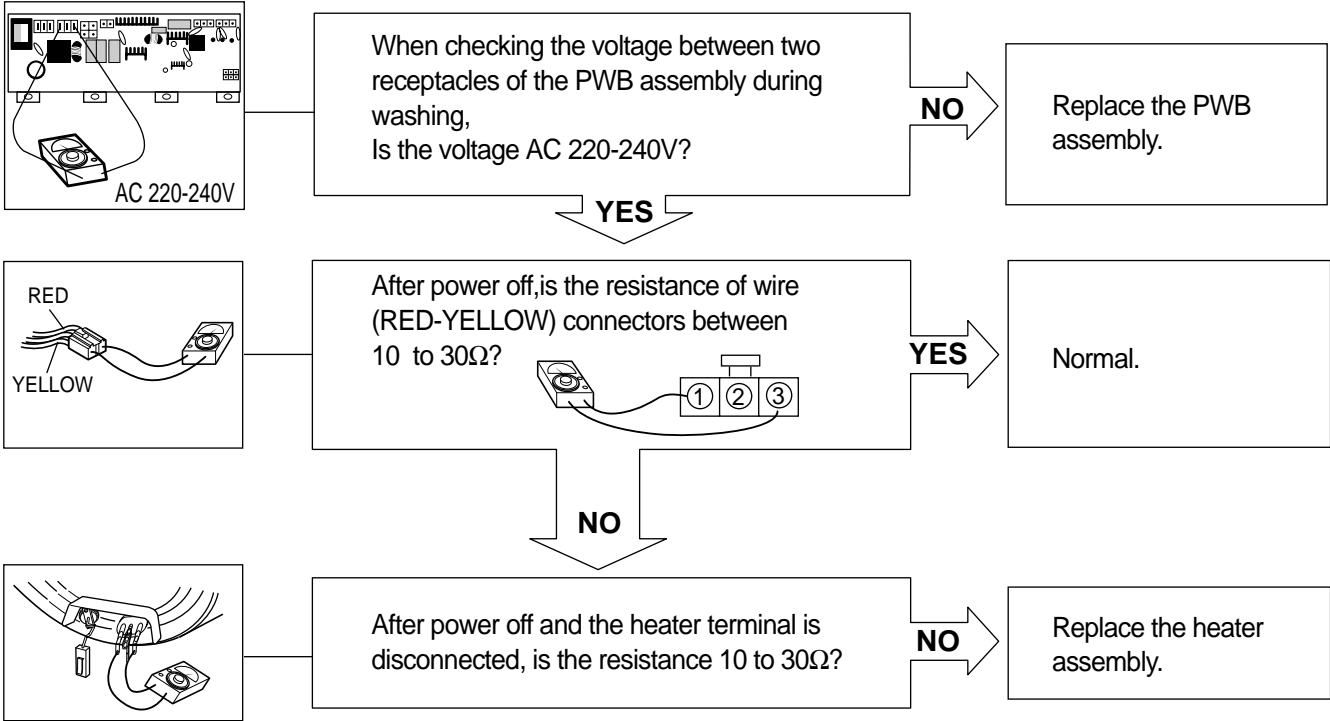 AC 220-240V
When checking the voltage between two
receptacles of the PWB assembly during
washing,
Is the voltage AC 220-240V?
NO
Replace the PWB
assembly.
YES
RED
YELLOW
After power off,is the resistance of wire
(RED-YELLOW) connectors between
10 to 30Ω?
① ② ③
YES
Normal.
NO
After power off and the heater terminal is
disconnected, is the resistance 10 to 30Ω?
NO
Replace the heater
assembly.